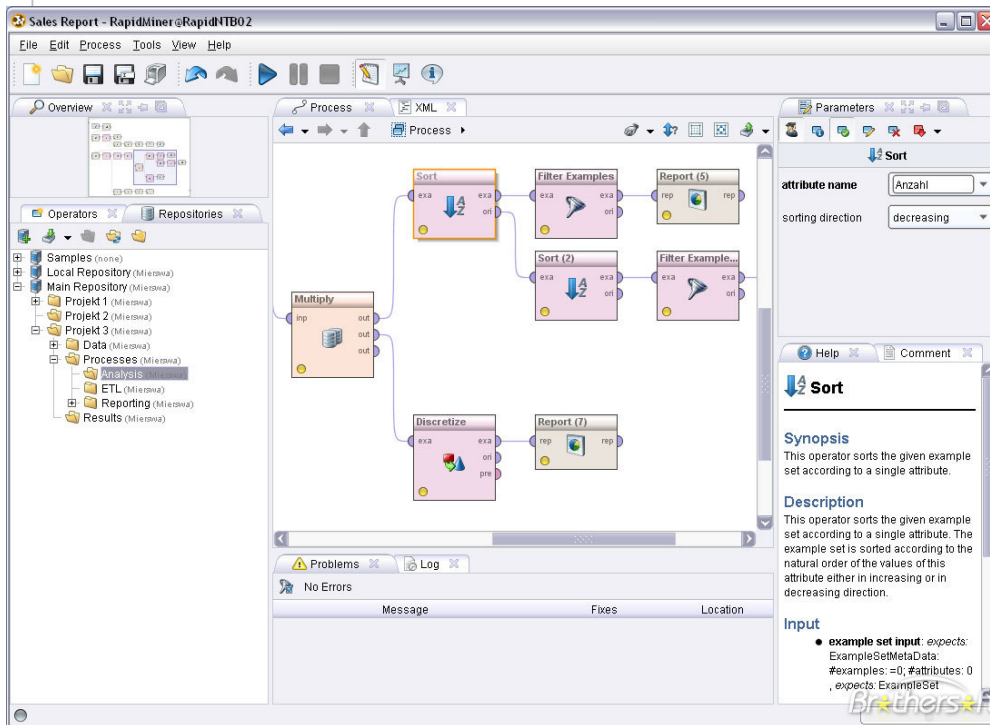 Sales Report - RapidMiner@RapidNTB02
File Edit Process Tools View Help
Overview
Process
XML
Parameters
Process
Sort
attribute name
Anzahl
sorting direction
decreasing
Operators
Repositories
Samples (none)
Local Repository (Mierswa)
Main Repository (Mierswa)
Projekt 1 (Mierswa)
Projekt 2 (Mierswa)
Projekt 3 (Mierswa)
Data (Mierswa)
Processes (Mierswa)
Analysis (Mierswa)
ETL (Mierswa)
Reporting (Mierswa)
Results (Mierswa)
Multiply
inp out
out
out
Sort
exa exa
ori
Filter Examples
exa exa
ori
Report (5)
rep rep
Sort (2)
exa exa
ori
Filter Example...
exa exa
ori
Discretize
exa exa
ori
pre
Report (7)
rep rep
Problems
Log
No Errors
Message Fixes Location
Help
Comment
Sort
Synopsis
This operator sorts the given example
set according to a single attribute.
Description
This operator sorts the given example
set according to a single attribute. The
example set is sorted according to the
natural order of the values of this
attribute either in increasing or in
decreasing direction.
Input
example set input: expects:
ExampleSetMetaData:
#examples: =0; #attributes: 0
, expects: ExampleSet